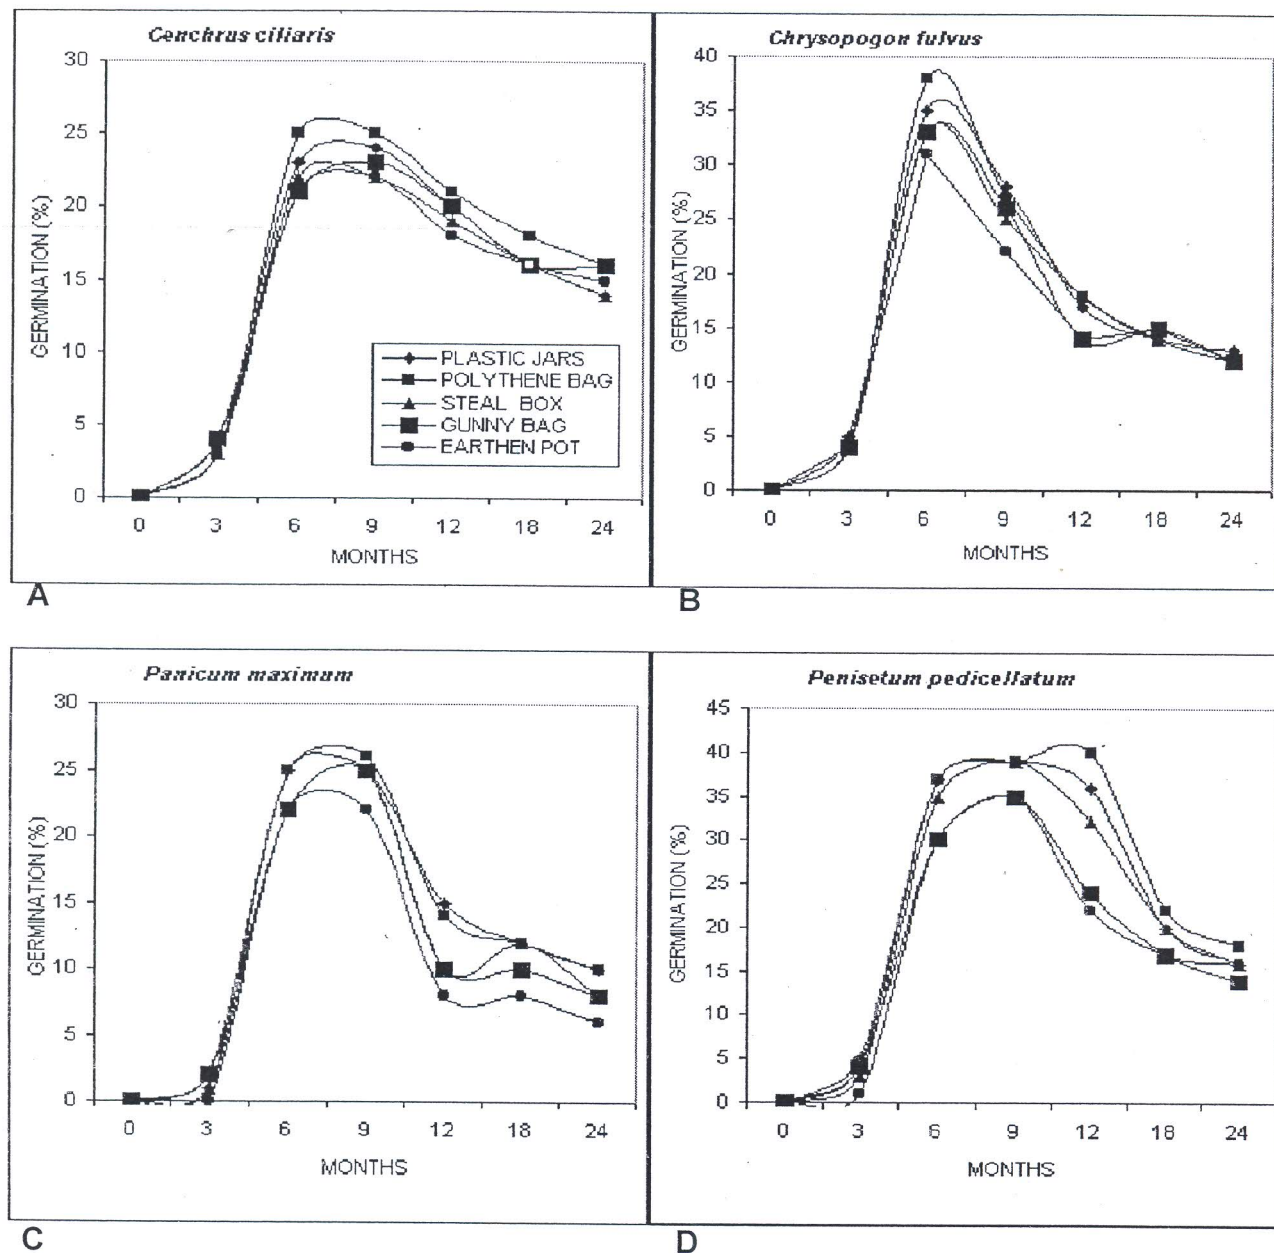 Cenchrus ciliaris
30
25
20
15
10
5
0
GERMINATION (%)
PLASTIC JARS
POLYTHENE BAG
STEAL BOX
GUNNY BAG
EARTHEN POT
0 3 6 9 12 18 24
MONTHS
A
Chrysopogon fulvus
40
35
30
25
20
15
10
5
0
GERMINATION (%)
0 3 6 9 12 18 24
MONTHS
B
Panicum maximum
30
25
20
15
10
5
0
GERMINATION (%)
0 3 6 9 12 18 24
MONTHS
C
Penisetum pedicellatum
45
40
35
30
25
20
15
10
5
0
GERMINATION (%)
0 3 6 9 12 18 24
MONTHS
D